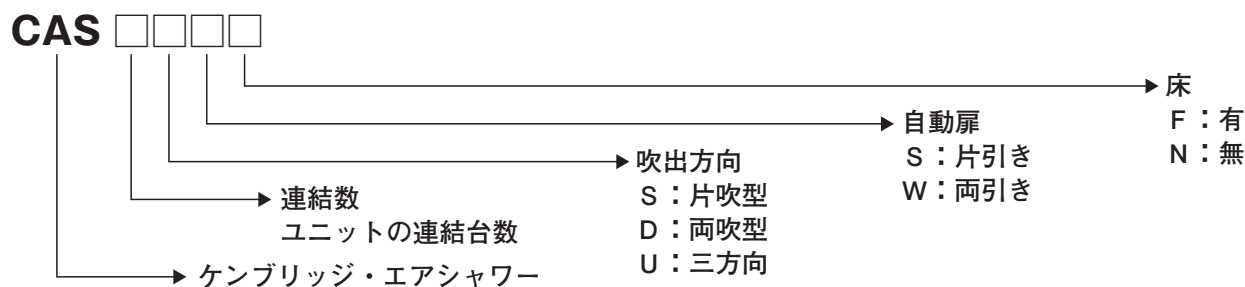 CAS □□□□
床
F：有
N：無
自動扉
S：片引き
W：両引き
吹出方向
S：片吹型
D：両吹型
U：三方向
連結数
ユニットの連結台数
ケンブリッジ・エアシャワー